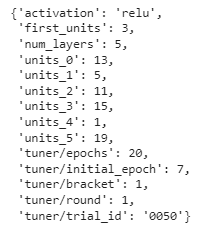 {'activation': 'relu',
'first_units': 3,
'num_layers': 5,
'units_0': 13,
'units_1': 5,
'units_2': 11,
'units_3': 15,
'units_4': 1,
'units_5': 19,
'tuner/epochs': 20,
'tuner/initial_epoch': 7,
'tuner/bracket': 1,
'tuner/round': 1,
'tuner/trial_id': '0050'}